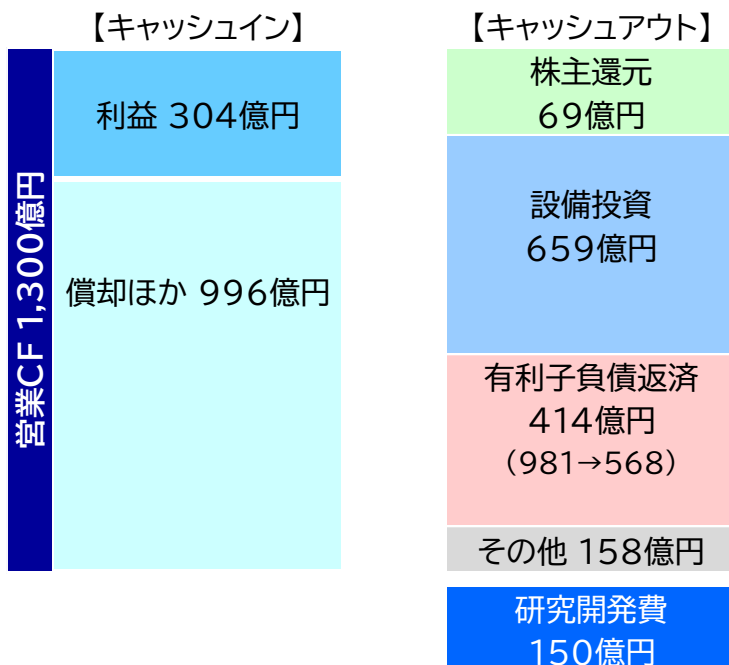 【キャッシュイン】
利益 304億円
償却ほか 996億円
営業CF 1,300億円
【キャッシュアウト】
株主還元
69億円
設備投資
659億円
有利子負債返済
414億円
（981→568）
その他 158億円
研究開発費
150億円